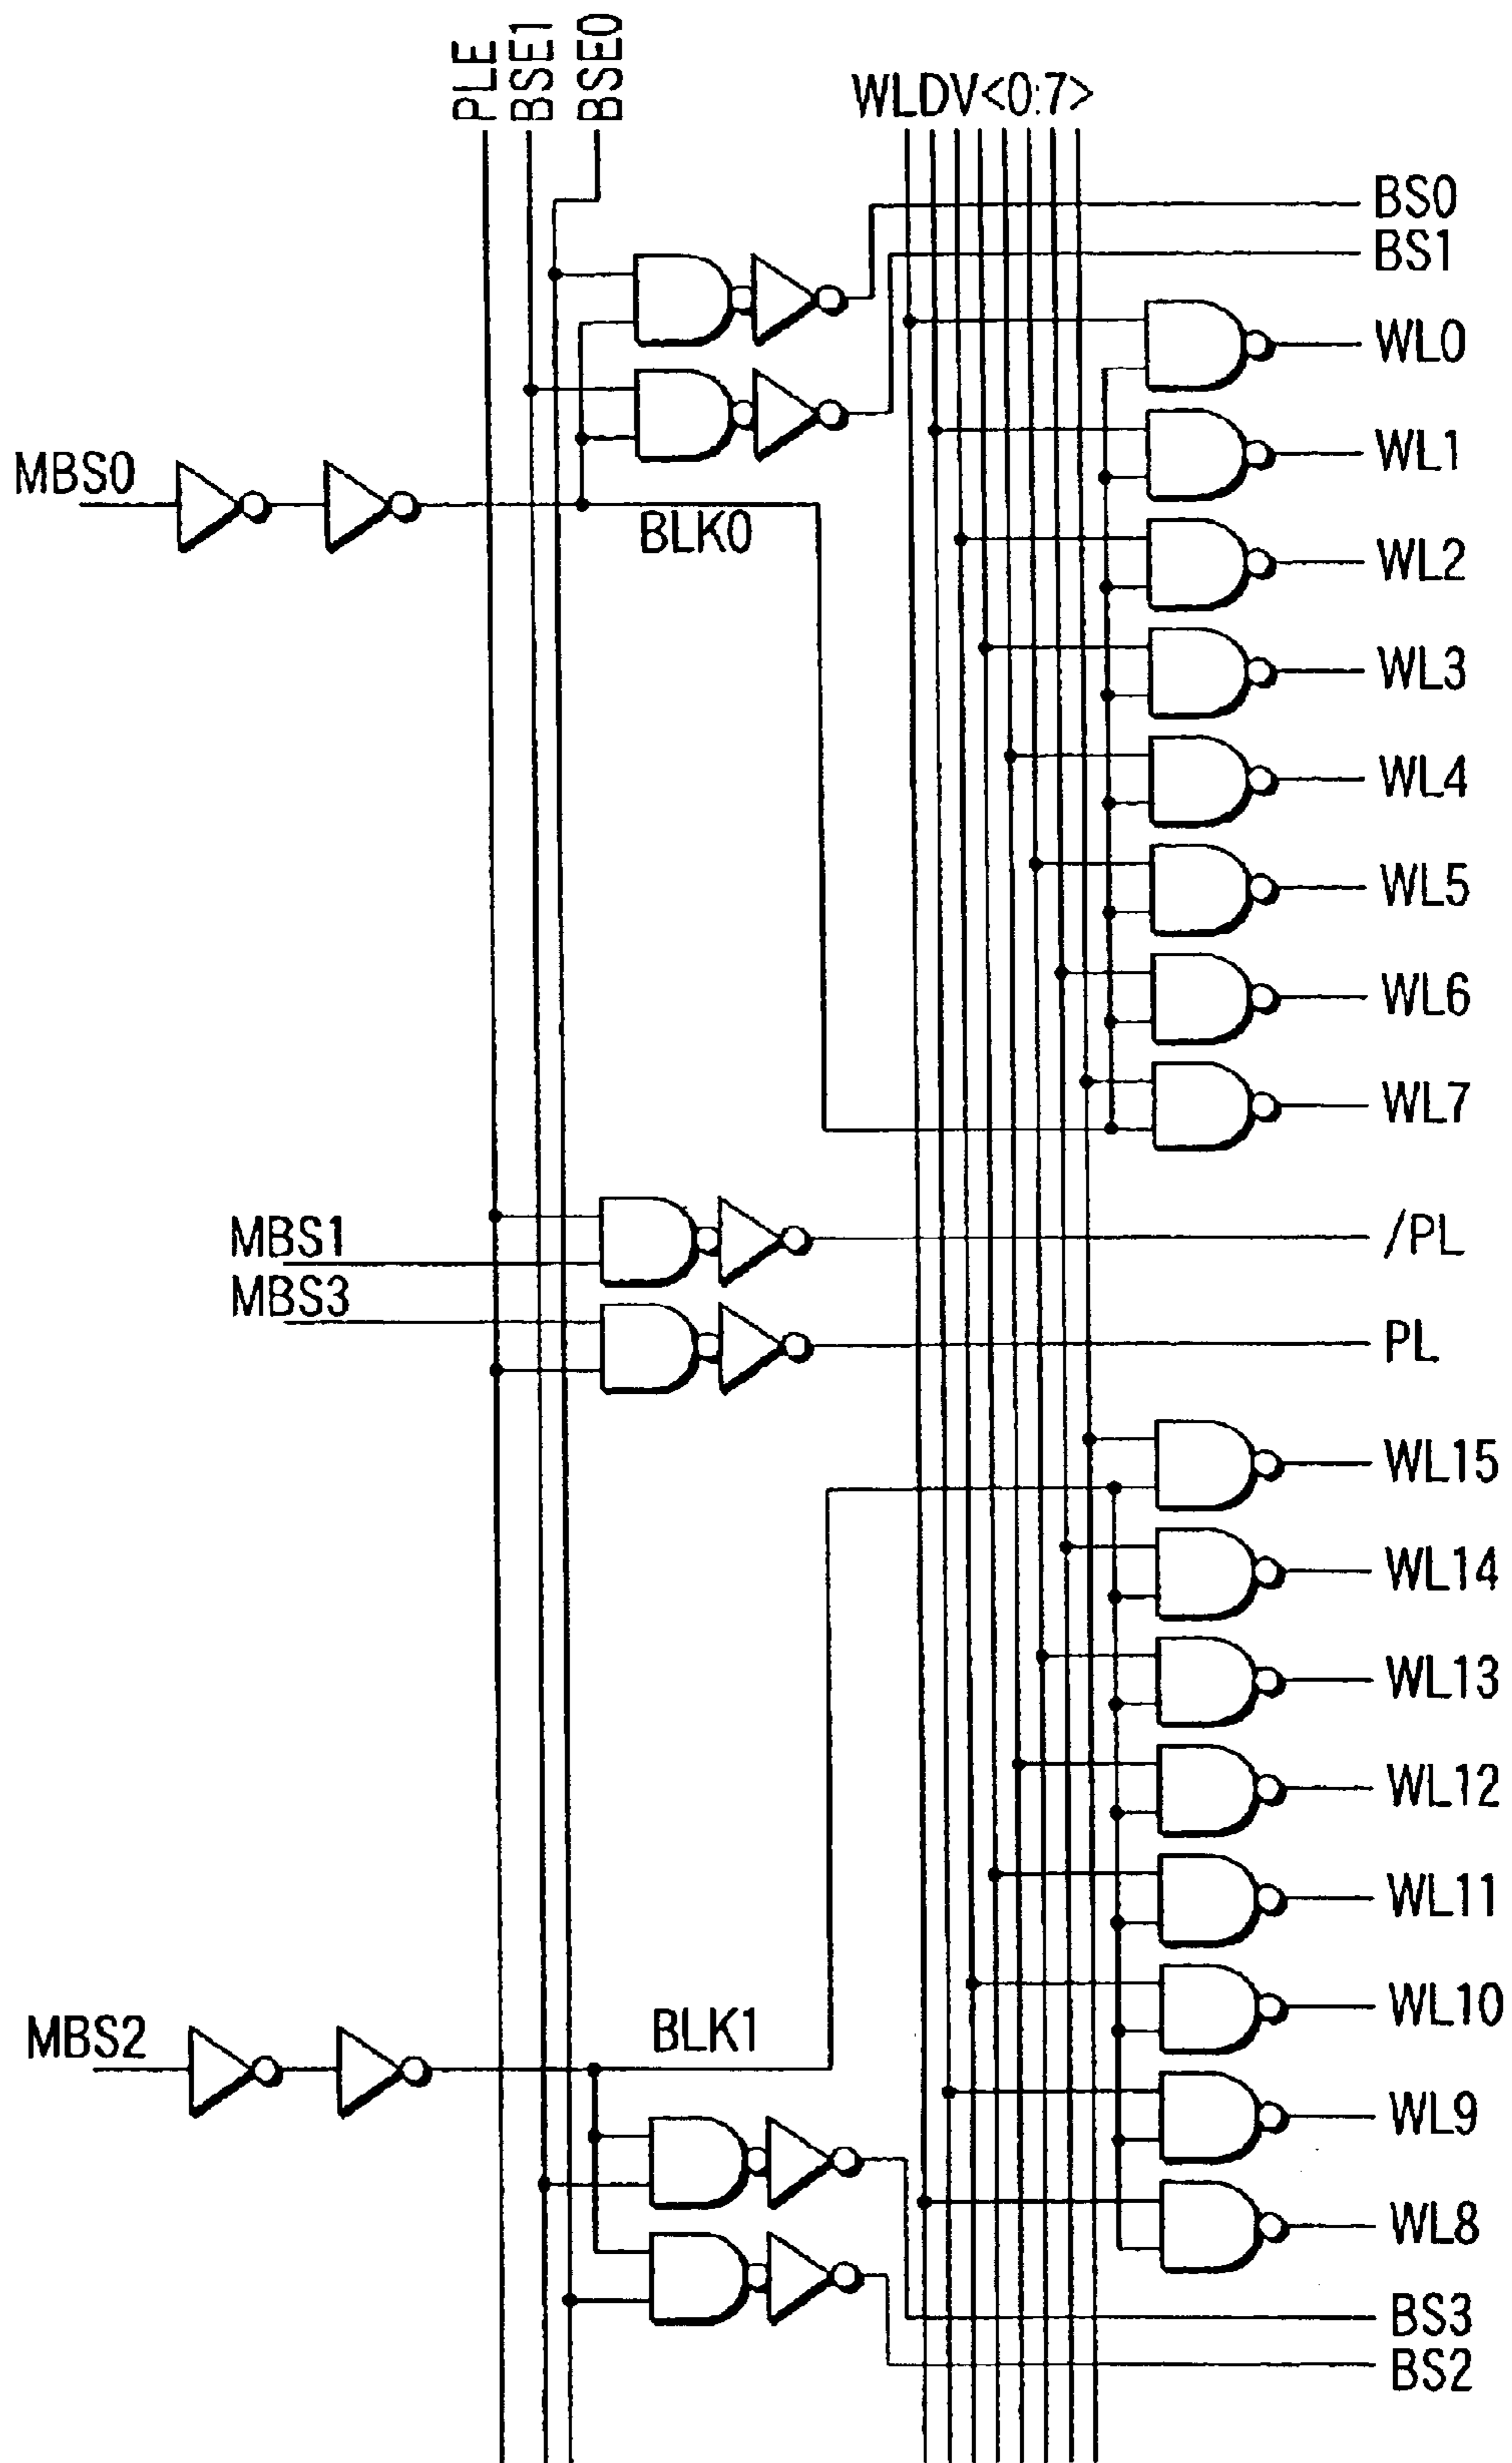 PLE
BSE1
BSE0
WLDV<0:7>
BS0
BS1
WL0
WL1
MBS0
BLK0
WL2
WL3
WL4
WL5
WL6
WL7
MBS1
/PL
MBS3
PL
WL15
WL14
WL13
WL12
WL11
WL10
MBS2
BLK1
WL9
WL8
BS3
BS2